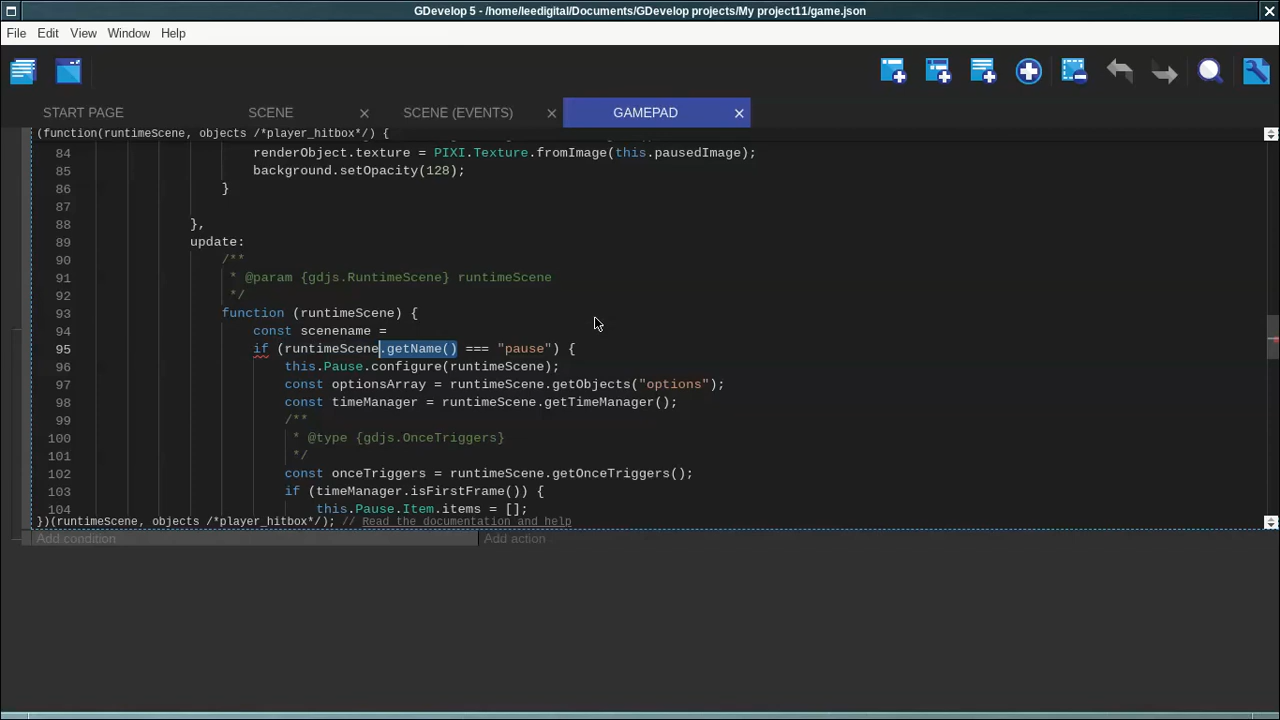 GDevelop 5 - /home/leedigital/Documents/GDevelop projects/My project11/game.json
File Edit View Window Help
START PAGE SCENE SCENE (EVENTS) GAMEPAD
(function(runtimeScene, objects /*player_hitbox*/) {
84 renderObject.texture = PIXI.Texture.fromImage(this.pausedImage);
85 background.setOpacity(128);
86 }
87
88 },
89 update:
90 /**
91 * @param {gdjs.RuntimeScene} runtimeScene
92 */
93 function (runtimeScene) {
94 const scenename =
95 if (runtimeScene.getName() === "pause") {
96 this.Pause.configure(runtimeScene);
97 const optionsArray = runtimeScene.getObjects("options");
98 const timeManager = runtimeScene.getTimeManager();
99 /**
100 * @type {gdjs.OnceTriggers}
101 */
102 const onceTriggers = runtimeScene.getOnceTriggers();
103 if (timeManager.isFirstFrame()) {
104 this.Pause.Item.items = [];
})(runtimeScene, objects /*player_hitbox*/); // Read the documentation and help
Add condition Add action